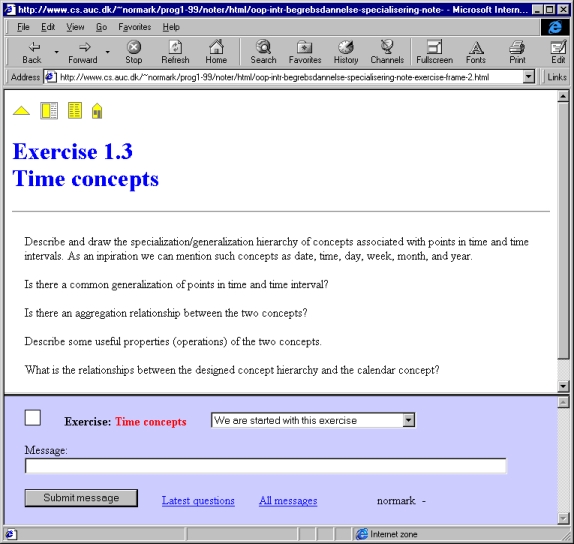 http://www.cs.auc.dk/~normark/prog1-99/noter/html/oop-intr-begrebsdannelse-specialisering-note- - Microsoft Intern...
File Edit View Go Favorites Help
Back Forward Stop Refresh Home Search Favorites History Channels Fullscreen Fonts Print Edit
Address http://www.cs.auc.dk/~normark/prog1-99/noter/html/oop-intr-begrebsdannelse-specialisering-note-exercise-frame-2.html Links
Exercise 1.3
Time concepts
Describe and draw the specialization/generalization hierarchy of concepts associated with points in time and time
intervals. As an inpiration we can mention such concepts as date, time, day, week, month, and year.
Is there a common generalization of points in time and time interval?
Is there an aggregation relationship between the two concepts?
Describe some useful properties (operations) of the two concepts.
What is the relationships between the designed concept hierarchy and the calendar concept?
Exercise: Time concepts We are started with this exercise
Message:
Submit message Latest questions All messages normark -
Internet zone